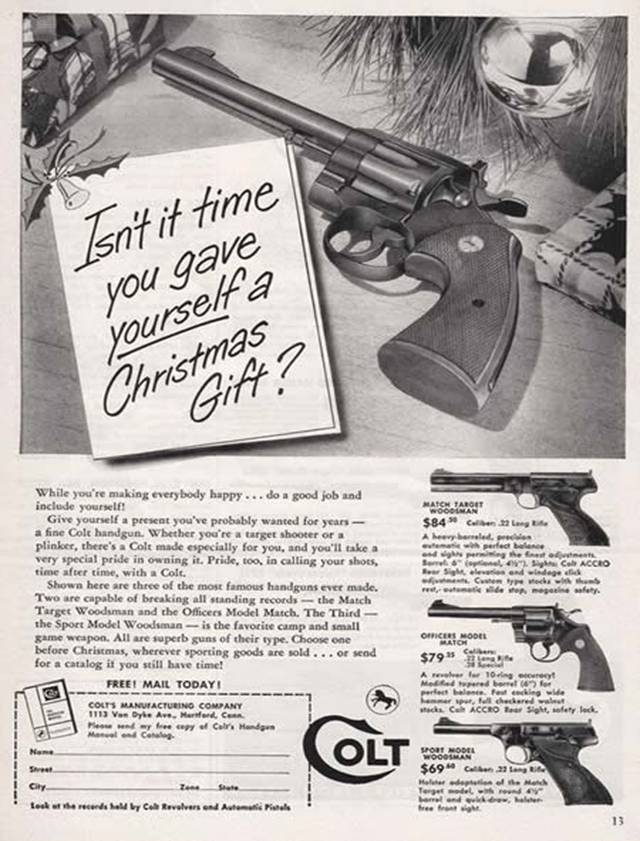 Isn't it time
you gave
yourself a
Christmas
Gift?
While you're making everybody happy . . . do a good job and
include yourself!
Give yourself a present you've probably wanted for years —
a fine Colt handgun. Whether you're a target shooter or a
plinker, there's a Colt made especially for you, and you'll take a
very special pride in owning it. Pride, too, in calling your shots,
time after time, with a Colt.
Shown here are three of the most famous handguns ever made.
Two are capable of breaking all standing records — the Match
Target Woodsman and the Officers Model Match. The Third —
the Sport Model Woodsman — is the favorite camp and small
game weapon. All are superb guns of their type. Choose one
before Christmas, wherever sporting goods are sold . . . or send
for a catalog if you still have time!
FREE! MAIL TODAY!
COLT'S MANUFACTURING COMPANY
1113 Van Dyke Ave., Hartford, Conn.
Please send my free copy of Colt's Handgun
Manual and Catalog.
Name
Street
City Zone State
Look at the records held by Colt Revolvers and Automatic Pistols
COLT
MATCH TARGET
WOODSMAN
$84.50 Caliber: .22 Long Rifle
A heavy-barreled, precision
automatic with perfect balance
and sights permitting the finest adjustments.
Barrel: 6" (optional, 4½"). Sights: Colt ACCRO
Rear Sight, elevation and windage click
adjustments. Custom type stocks with thumb
rest, automatic slide stop, magazine safety.
OFFICERS MODEL
MATCH
$79.25 Calibers:
.22 Long Rifle
.38 Special
A revolver for 10-ring accuracy!
Modified tapered barrel (6") for
perfect balance. Fast cocking wide
hammer spur, full checkered walnut
stocks. Colt ACCRO Rear Sight, safety lock.
SPORT MODEL
WOODSMAN
$69.60 Caliber: .22 Long Rifle
Holster adaptation of the Match
Target model, with round 4½"
barrel and quick-draw, holster-
free front sight.
13